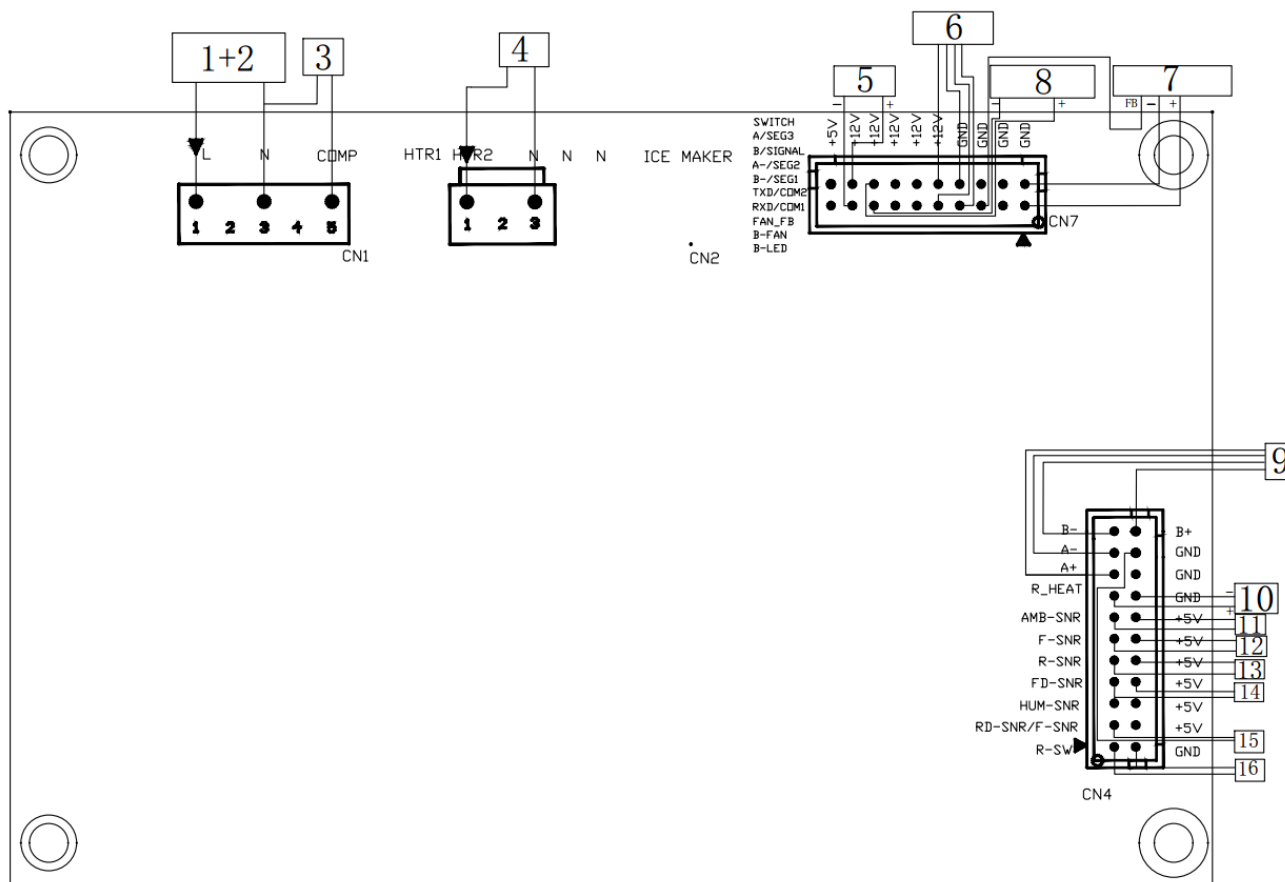 6
1+2
3
4
5
8
7
- +
- +
FB - +
SWITCH
A/SEG3
B/SIGNAL
A-/SEG2
B-/SEG1
TXD/COM2
RXD/COM1
FAN_FB
B-FAN
B-LED
+5V +12V +12V +12V +12V +12V GND GND GND GND
L N COMP
HTR1 HTR2 N N N ICE MAKER
1 2 3 4 5
1 2 3
CN1
CN2
CN7
9
B- B+
A- GND
A+ GND
R_HEAT GND - 10
+
AMB-SNR +5V 11
F-SNR +5V 12
R-SNR +5V 13
FD-SNR +5V 14
HUM-SNR +5V
RD-SNR/F-SNR +5V 15
R-SW GND 16
CN4